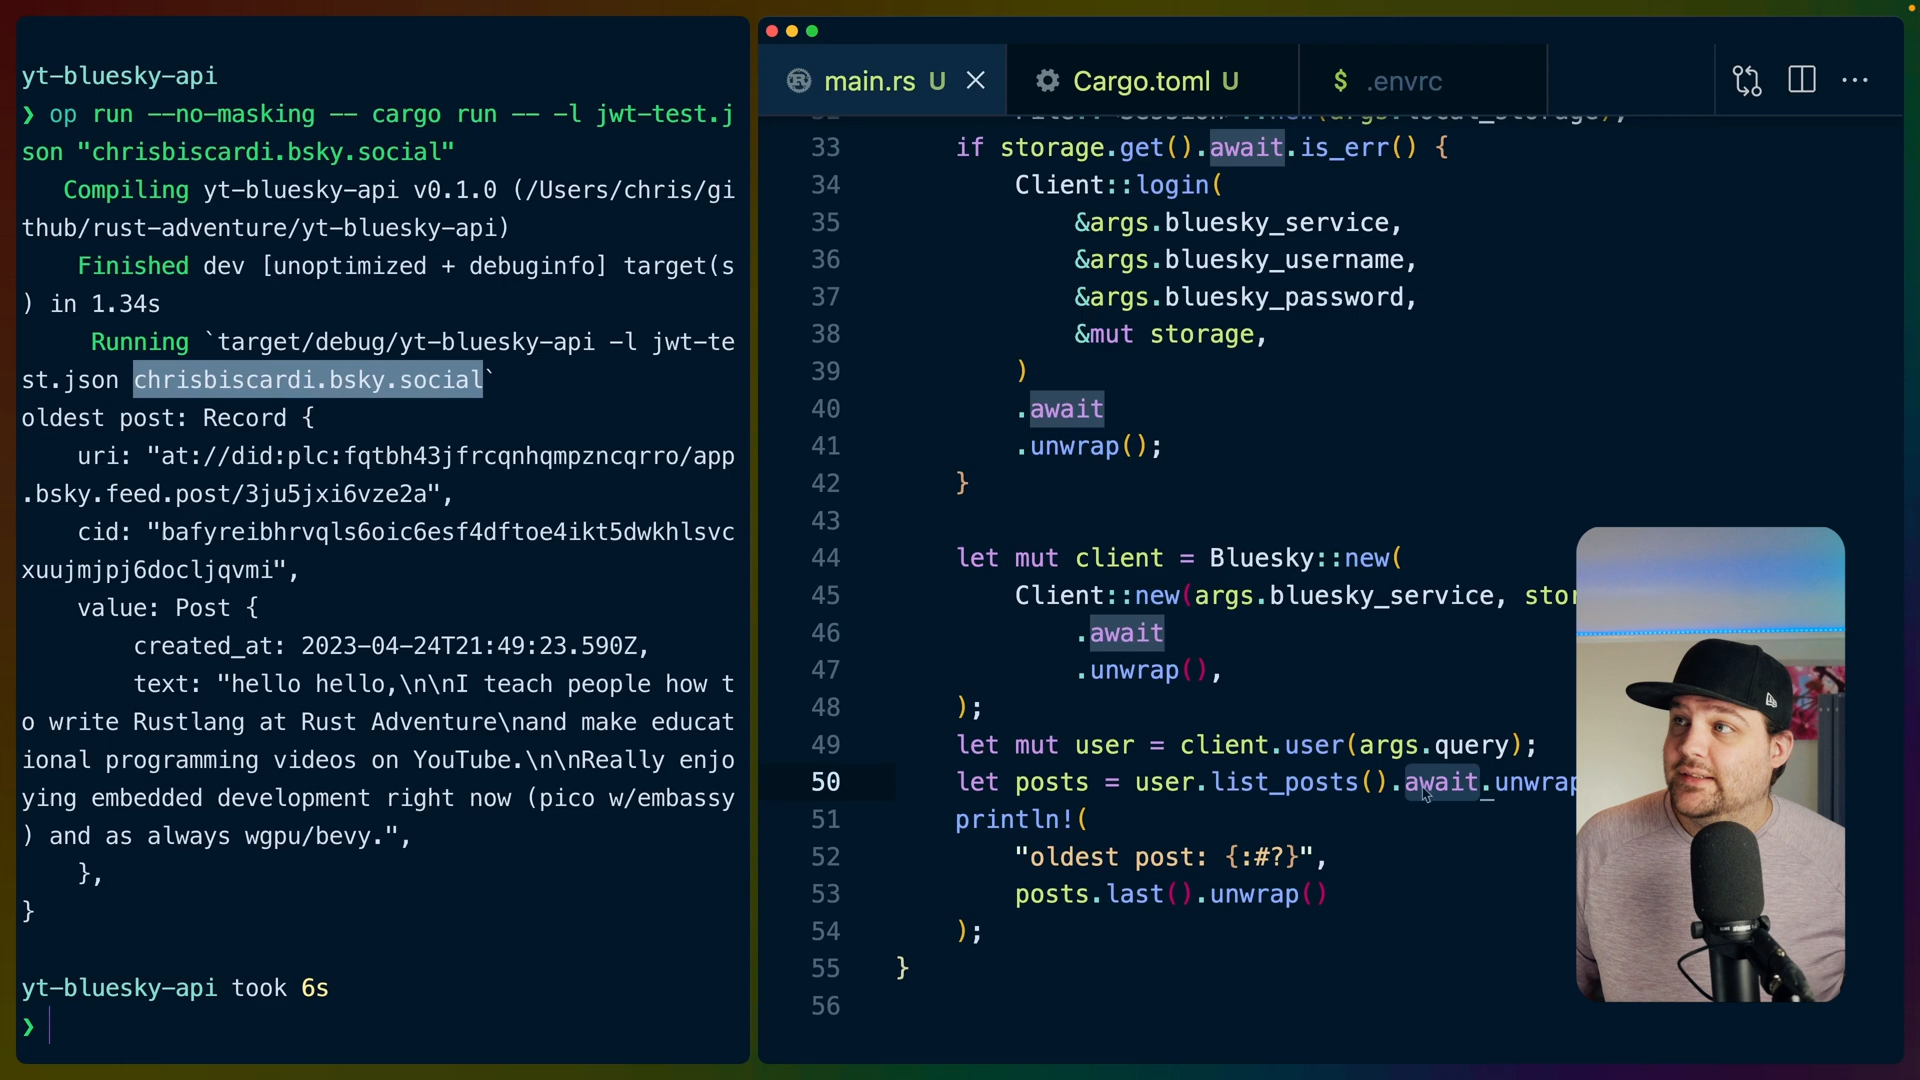 yt-bluesky-api
❯ op run --no-masking -- cargo run -- -l jwt-test.j
son "chrisbiscardi.bsky.social"
Compiling yt-bluesky-api v0.1.0 (/Users/chris/gi
thub/rust-adventure/yt-bluesky-api)
Finished dev [unoptimized + debuginfo] target(s
) in 1.34s
Running `target/debug/yt-bluesky-api -l jwt-te
st.json chrisbiscardi.bsky.social`
oldest post: Record {
uri: "at://did:plc:fqtbh43jfrcqnhqmpzncqrro/app
.bsky.feed.post/3ju5jxi6vze2a",
cid: "bafyreibhrvqls6oic6esf4dftoe4ikt5dwkhlsvc
xuujmjpj6docljqvmi",
value: Post {
created_at: 2023-04-24T21:49:23.590Z,
text: "hello hello,\n\nI teach people how t
o write Rustlang at Rust Adventure\nand make educat
ional programming videos on YouTube.\n\nReally enjo
ying embedded development right now (pico w/embassy
) and as always wgpu/bevy.",
},
}
yt-bluesky-api took 6s
❯
main.rs U
Cargo.toml U
$ .envrc
33 if storage.get().await.is_err() {
34 Client::login(
35 &args.bluesky_service,
36 &args.bluesky_username,
37 &args.bluesky_password,
38 &mut storage,
39 )
40 .await
41 .unwrap();
42 }
43
44 let mut client = Bluesky::new(
45 Client::new(args.bluesky_service, stor
46 .await
47 .unwrap(),
48 );
49 let mut user = client.user(args.query);
50 let posts = user.list_posts().await.unwrap
51 println!(
52 "oldest post: {:#?}",
53 posts.last().unwrap()
54 );
55 }
56